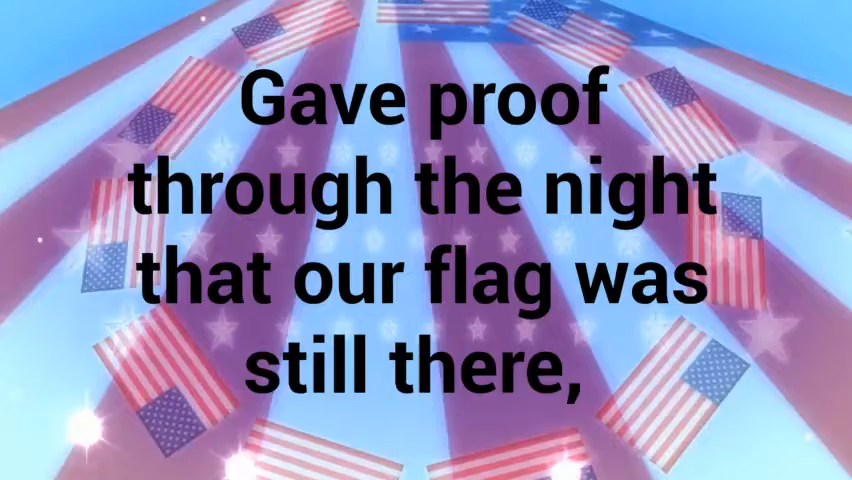 Gave proof
through the night
that our flag was
still there,